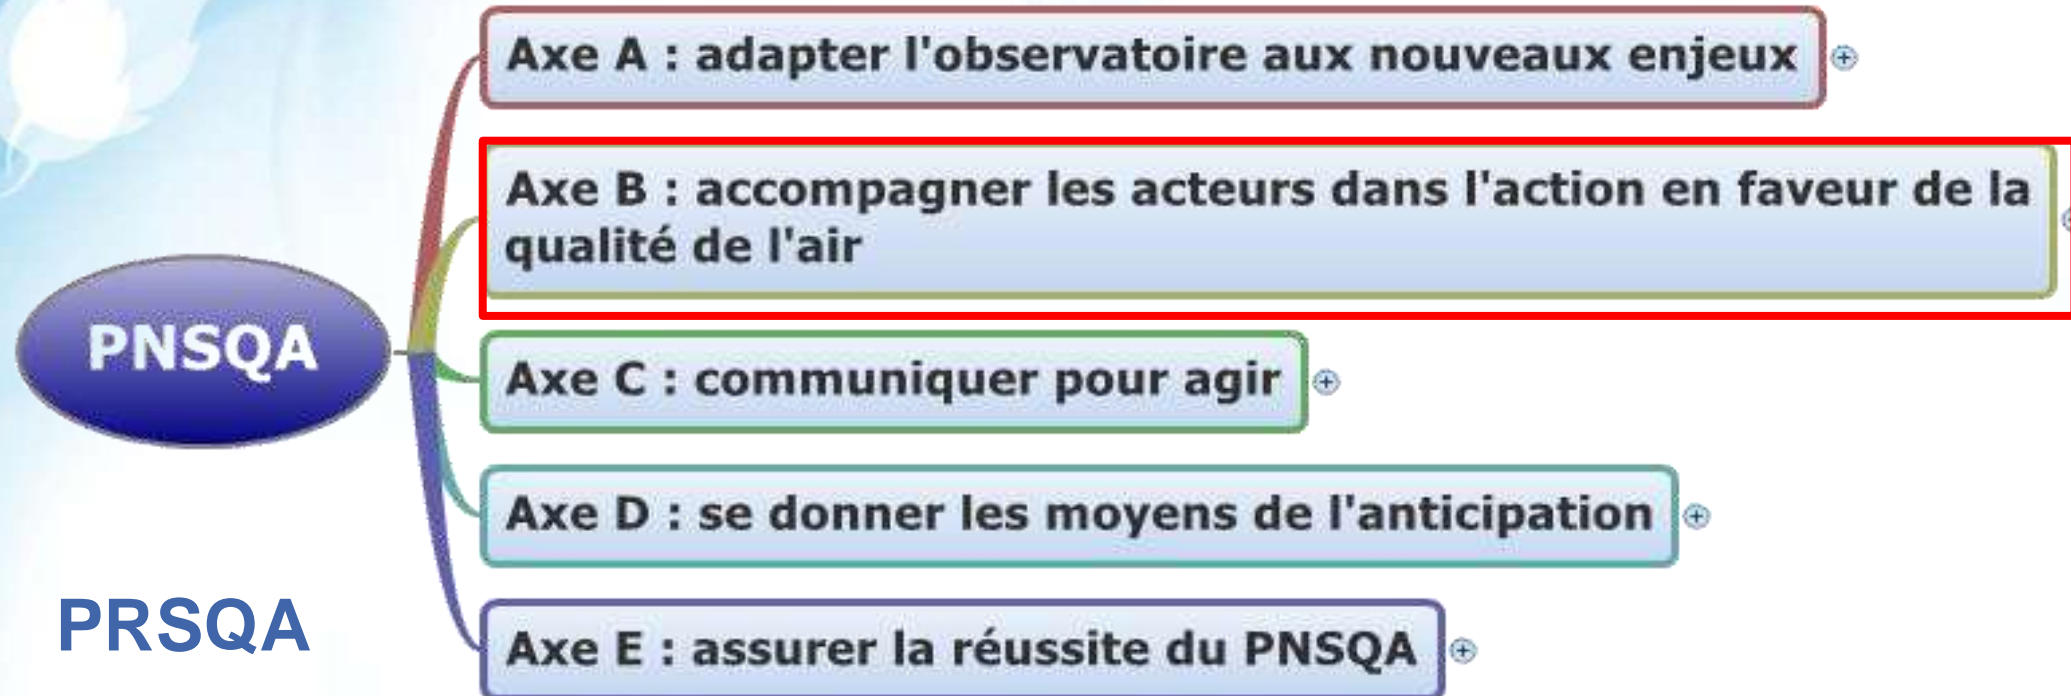 Axe A : adapter l'observatoire aux nouveaux enjeux
Axe B : accompagner les acteurs dans l'action en faveur de la
qualité de l'air
PNSQA
Axe C : communiquer pour agir
Axe D : se donner les moyens de l'anticipation
PRSQA
Axe E : assurer la réussite du PNSQA